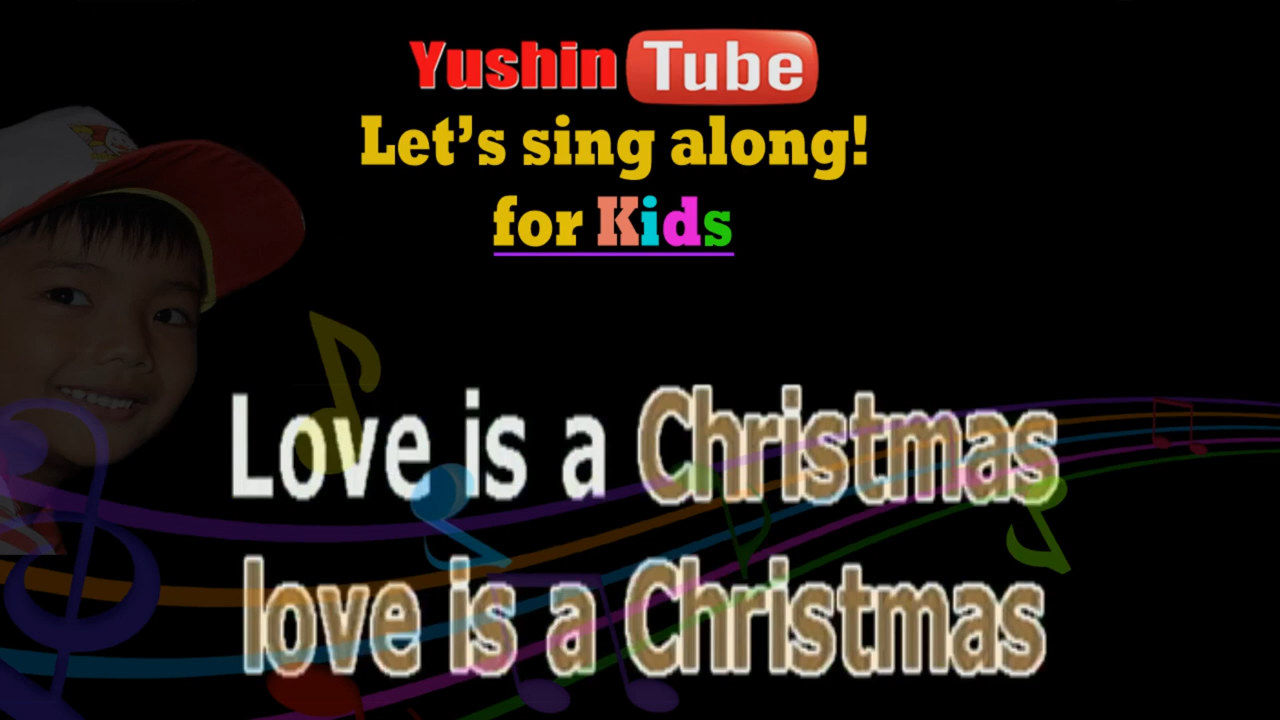 Yushin Tube
Let’s sing along!
for Kids
Love is a Christmas
love is a Christmas